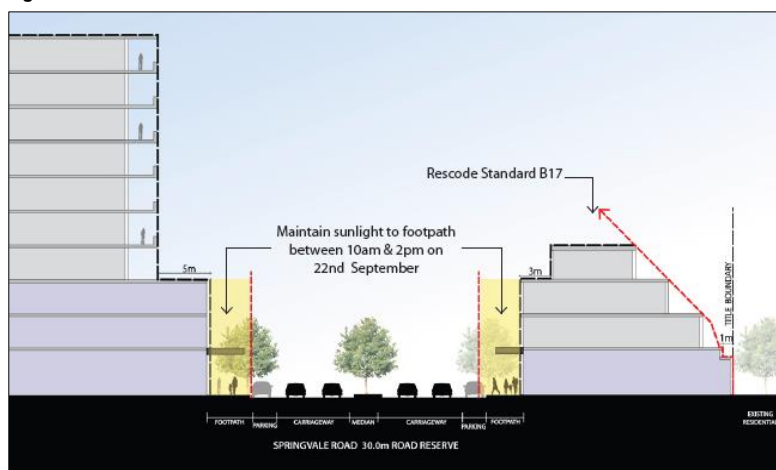 Rescode Standard B17
Maintain sunlight to footpath
between 10am & 2pm on
22nd September
5m
3m
1m
TITLE BOUNDARY
FOOTPATH
PARKING
CARRIAGEWAY
MEDIAN
CARRIAGEWAY
PARKING
FOOTPATH
EXISTING
RESIDENTIAL
SPRINGVALE ROAD 30.0m ROAD RESERVE